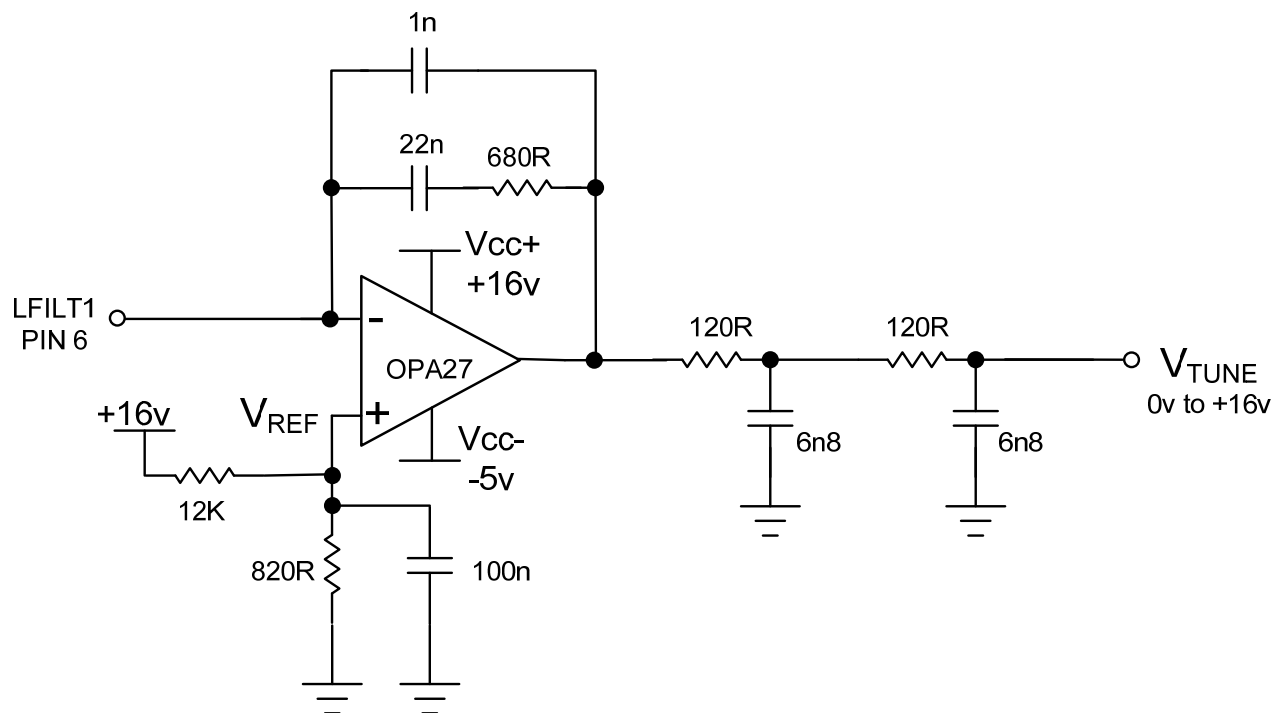 1n
22n
680R
Vcc+
+16v
LFILT1
PIN 6
-
OPA27
+
120R
120R
VTUNE
0v to +16v
+16v
VREF
Vcc-
-5v
6n8
6n8
12K
820R
100n